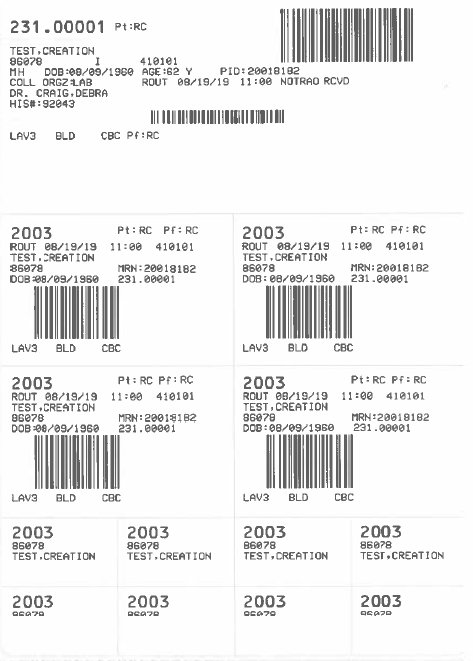 231.00001 Pt:RC
TEST,CREATION
86078 I 410101
MH DOB:08/09/1960 AGE:62 Y PID:20018182
COLL ORGZ:LAB ROUT 08/19/19 11:00 NOTRAO RCVD
DR. CRAIG,DEBRA
HIS#:92043
LAV3 BLD CBC Pf:RC
2003 Pt:RC Pf:RC
ROUT 08/19/19 11:00 410101
TEST,CREATION
86078 MRN:20018182
DOB:08/09/1960 231.00001
LAV3 BLD CBC
2003 Pt:RC Pf:RC
ROUT 08/19/19 11:00 410101
TEST,CREATION
86078 MRN:20018182
DOB:08/09/1960 231.00001
LAV3 BLD CBC
2003 Pt:RC Pf:RC
ROUT 08/19/19 11:00 410101
TEST,CREATION
86078 MRN:20018182
DOB:08/09/1960 231.00001
LAV3 BLD CBC
2003 Pt:RC Pf:RC
ROUT 08/19/19 11:00 410101
TEST,CREATION
86078 MRN:20018182
DOB:08/09/1960 231.00001
LAV3 BLD CBC
2003
86078
TEST,CREATION
2003
86078
TEST,CREATION
2003
86078
TEST,CREATION
2003
86078
TEST,CREATION
2003
2003
2003
2003